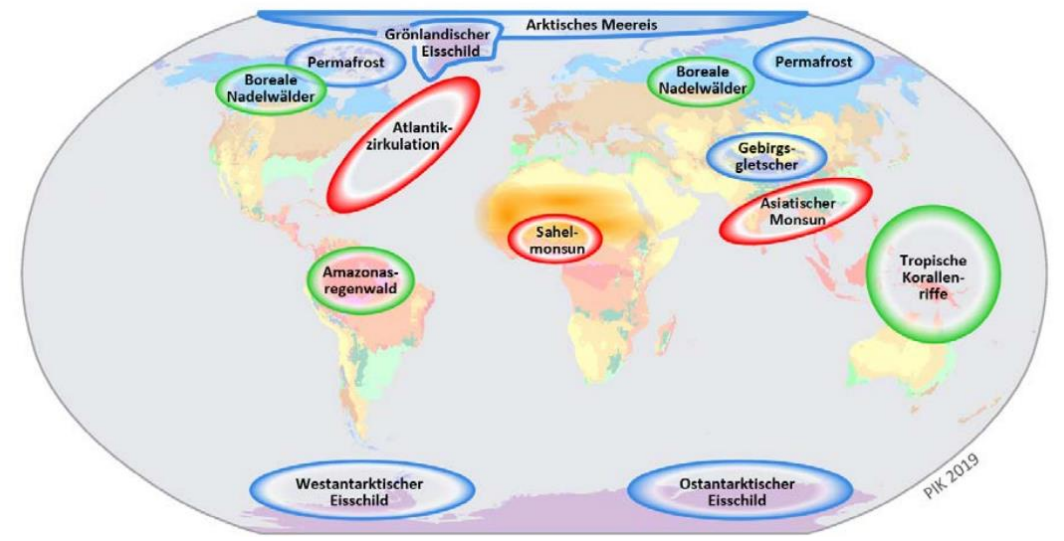 Arktisches Meereis
Grönlandischer
Eisschild
Permafrost
Permafrost
Boreale
Nadelwälder
Boreale
Nadelwälder
Atlantik-
zirkulation
Gebirgs-
gletscher
Asiatischer
Monsun
Sahel-
monsun
Tropische
Korallen-
riffe
Amazonas-
regenwald
Westantarktischer
Eisschild
Ostantarktischer
Eisschild
PIK 2019